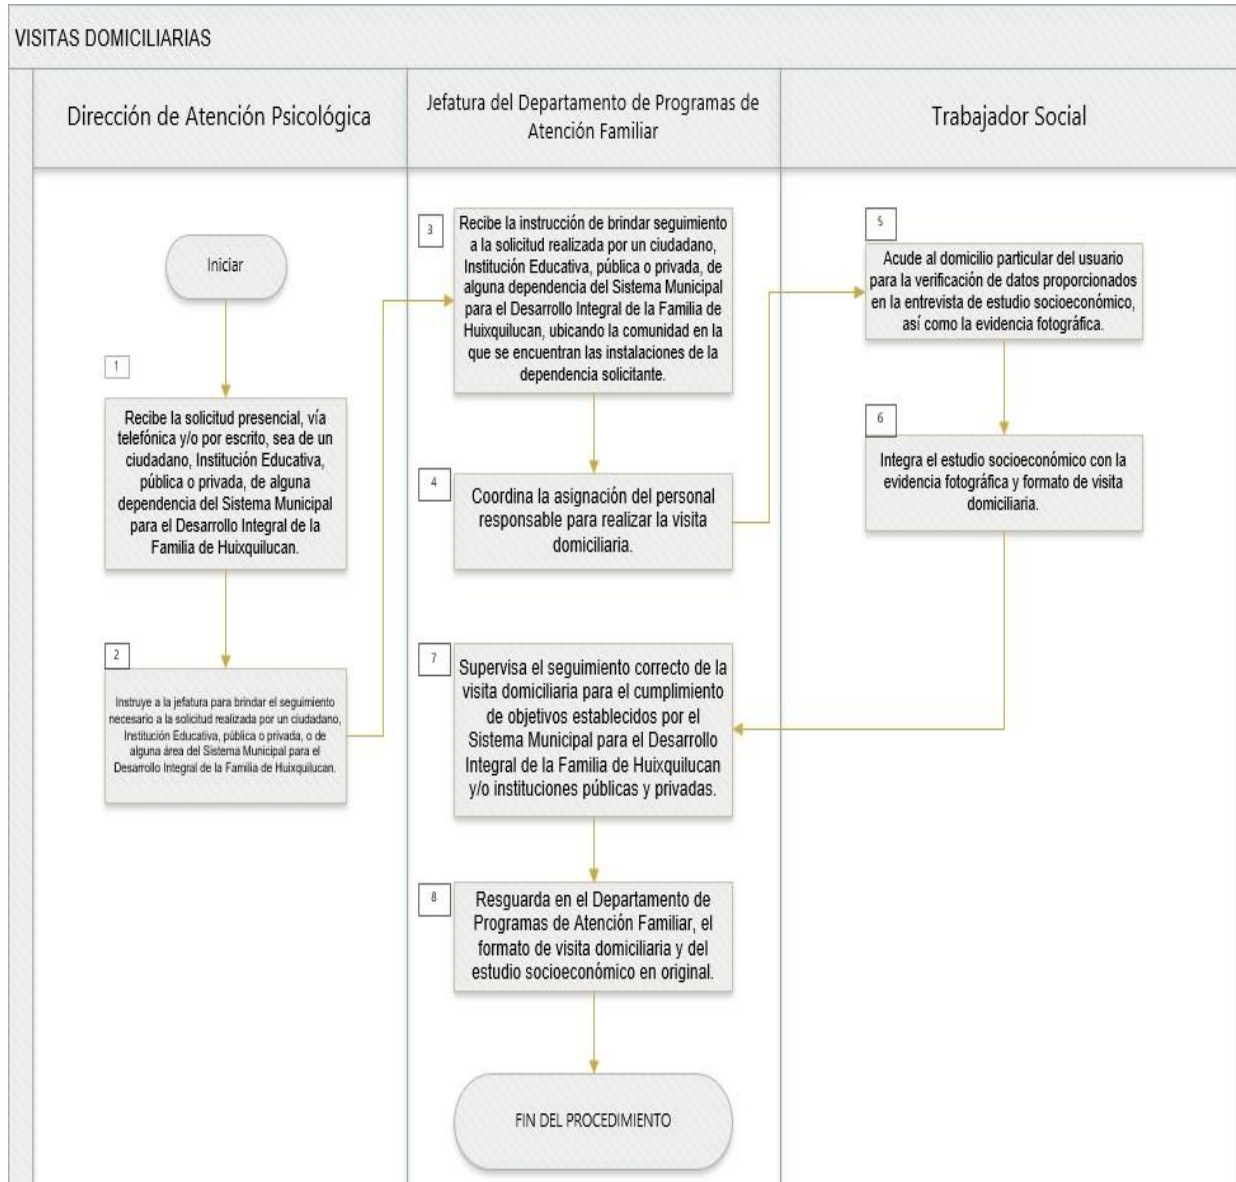 VISITAS DOMICILIARIAS
Dirección de Atención Psicológica
Jefatura del Departamento de Programas de
Atención Familiar
Trabajador Social
Iniciar
1
Recibe la solicitud presencial, vía
telefónica y/o por escrito, sea de un
ciudadano, Institución Educativa,
pública o privada, de alguna
dependencia del Sistema Municipal
para el Desarrollo Integral de la
Familia de Huixquilucan.
2
Instruye a la jefatura para brindar el seguimiento
necesario a la solicitud realizada por un ciudadano,
Institución Educativa, pública o privada, o de
alguna área del Sistema Municipal para el
Desarrollo Integral de la Familia de Huixquilucan.
3
Recibe la instrucción de brindar seguimiento
a la solicitud realizada por un ciudadano,
Institución Educativa, pública o privada, de
alguna dependencia del Sistema Municipal
para el Desarrollo Integral de la Familia de
Huixquilucan, ubicando la comunidad en la
que se encuentran las instalaciones de la
dependencia solicitante.
4
Coordina la asignación del personal
responsable para realizar la visita
domiciliaria.
5
Acude al domicilio particular del usuario
para la verificación de datos proporcionados
en la entrevista de estudio socioeconómico,
así como la evidencia fotográfica.
6
Integra el estudio socioeconómico con la
evidencia fotográfica y formato de visita
domiciliaria.
7
Supervisa el seguimiento correcto de la
visita domiciliaria para el cumplimiento
de objetivos establecidos por el
Sistema Municipal para el Desarrollo
Integral de la Familia de Huixquilucan
y/o instituciones públicas y privadas.
8
Resguarda en el Departamento de
Programas de Atención Familiar, el
formato de visita domiciliaria y del
estudio socioeconómico en original.
FIN DEL PROCEDIMIENTO